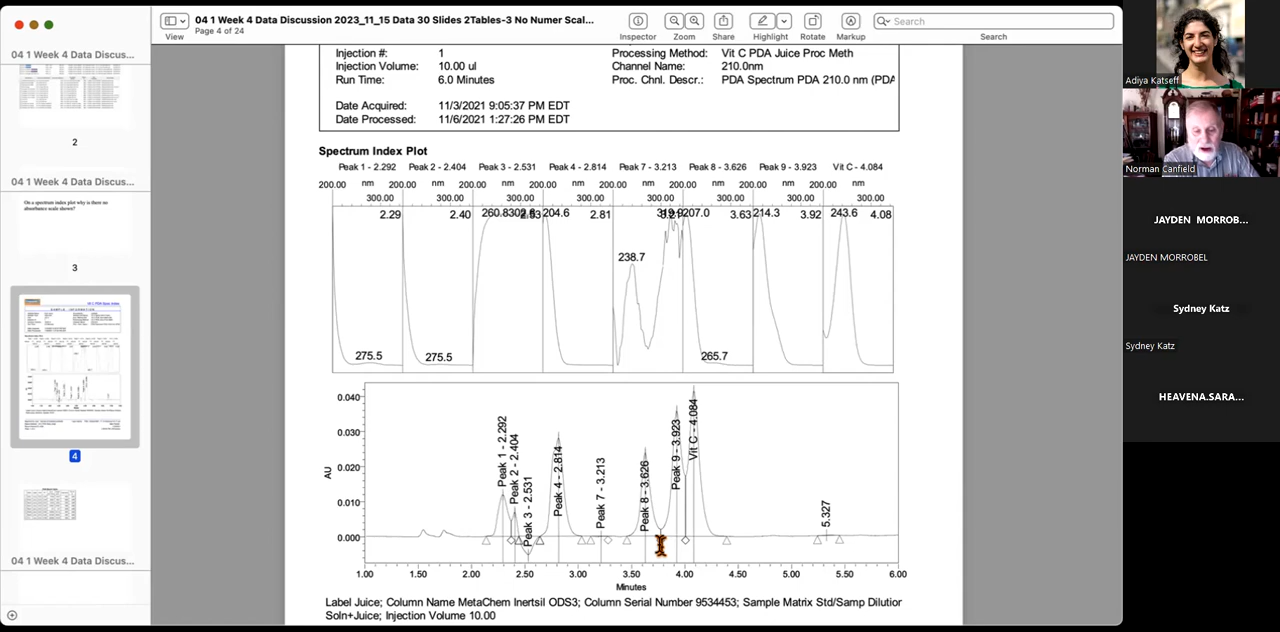 04 1 Week 4 Data Discussion 2023_11_15 Data 30 Slides 2Tables-3 No Numer Scal...
Page 4 of 24
View
Inspector
Zoom
Share
Highlight
Rotate
Markup
Search
Search
04 1 Week 4 Data Discus...
2
04 1 Week 4 Data Discus...
On a spectrum index plot why is there no
absorbance scale shown?
3
4
04 1 Week 4 Data Discus...
Injection #: 1
Injection Volume: 10.00 ul
Run Time: 6.0 Minutes
Date Acquired: 11/3/2021 9:05:37 PM EDT
Date Processed: 11/6/2021 1:27:26 PM EDT
Processing Method: Vit C PDA Juice Proc Meth
Channel Name: 210.0nm
Proc. Chnl. Descr.: PDA Spectrum PDA 210.0 nm (PDA
Spectrum Index Plot
Peak 1 - 2.292 Peak 2 - 2.404 Peak 3 - 2.531 Peak 4 - 2.814 Peak 7 - 3.213 Peak 8 - 3.626 Peak 9 - 3.923 Vit C - 4.084
200.00 nm 200.00 nm 200.00 nm 200.00 nm 200.00 nm 200.00 nm 200.00 nm 200.00 nm
300.00 300.00 300.00 300.00 300.00 300.00 300.00 300.00
2.29 2.40 260.8 2.53 204.6 2.81 207.0 3.63 214.3 3.92 243.6 4.08
238.7
275.5 275.5 265.7
AU
0.040
0.030
0.020
0.010
0.000
Peak 1 - 2.292
Peak 2 - 2.404
Peak 3 - 2.531
Peak 4 - 2.814
Peak 7 - 3.213
Peak 8 - 3.626
Peak 9 - 3.923
Vit C - 4.084
5.327
1.00 1.50 2.00 2.50 3.00 3.50 4.00 4.50 5.00 5.50 6.00
Minutes
Label Juice; Column Name MetaChem Inertsil ODS3; Column Serial Number 9534453; Sample Matrix Std/Samp Dilutior
Soln+Juice; Injection Volume 10.00
Adiya Katseff
Norman Canfield
JAYDEN MORROB...
JAYDEN MORROBEL
Sydney Katz
Sydney Katz
HEAVENA.SARA...